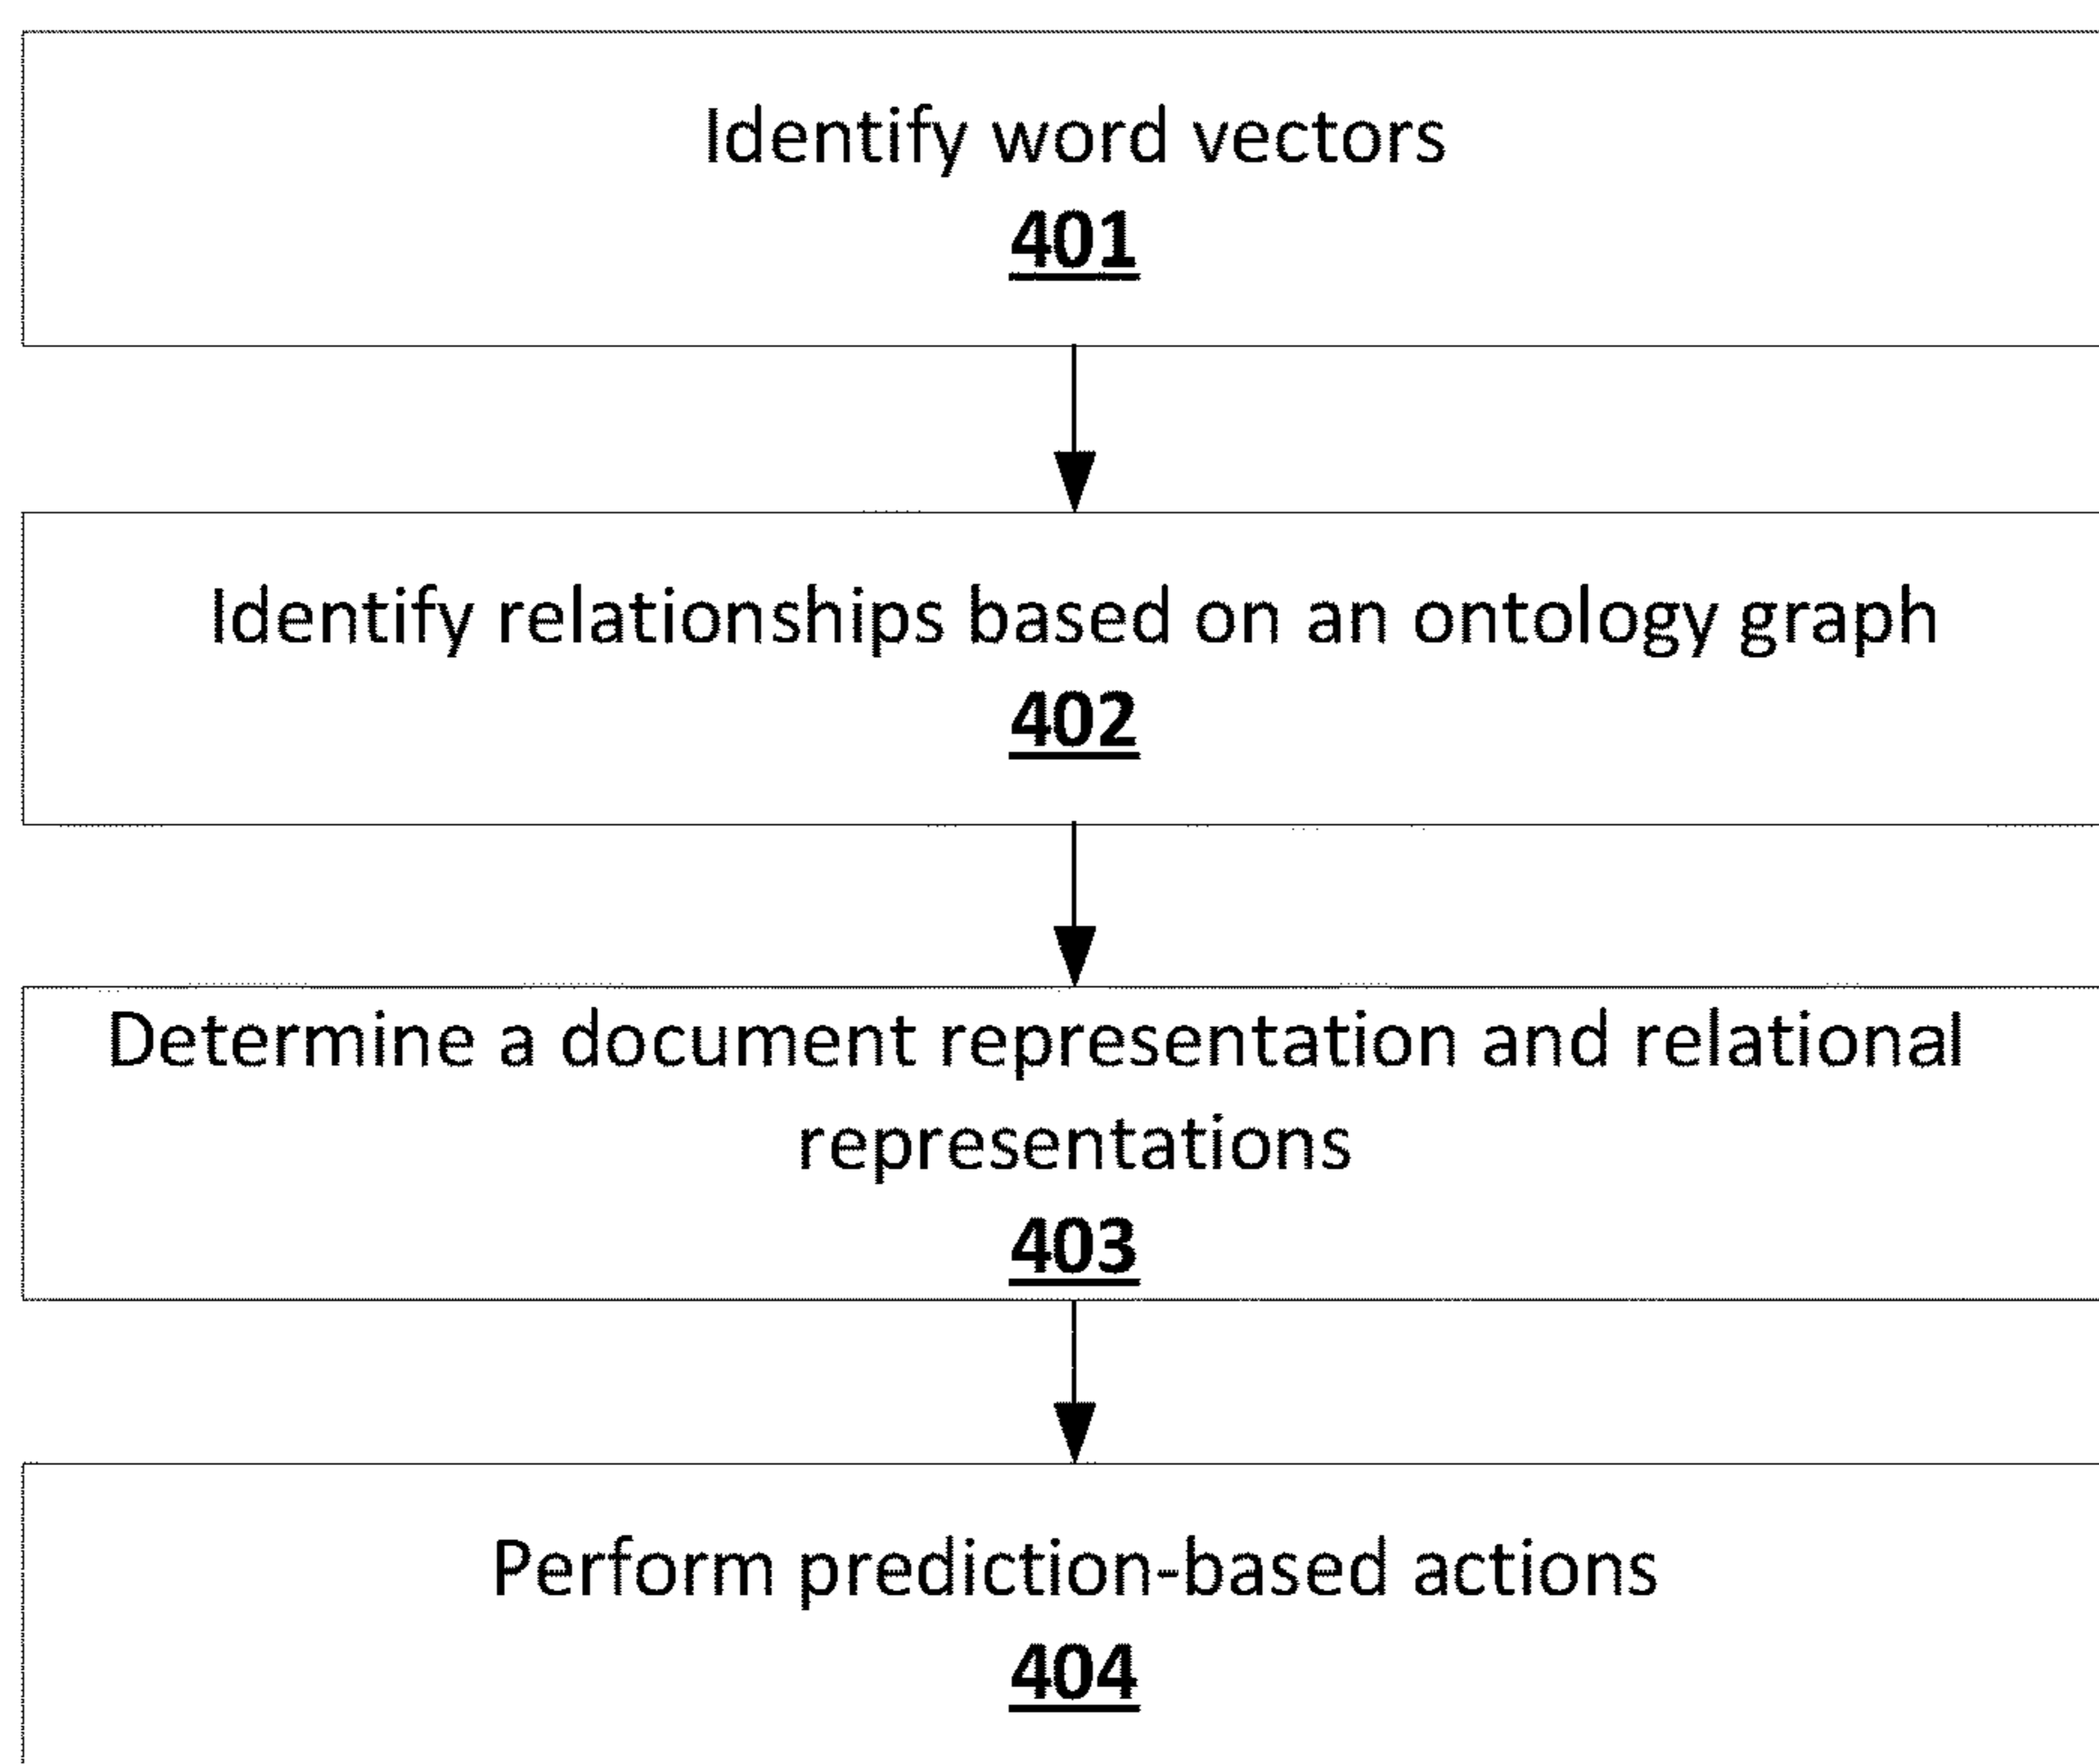 Identify word vectors
401
Identify relationships based on an ontology graph
402
Determine a document representation and relational
representations
403
Perform prediction-based actions
404